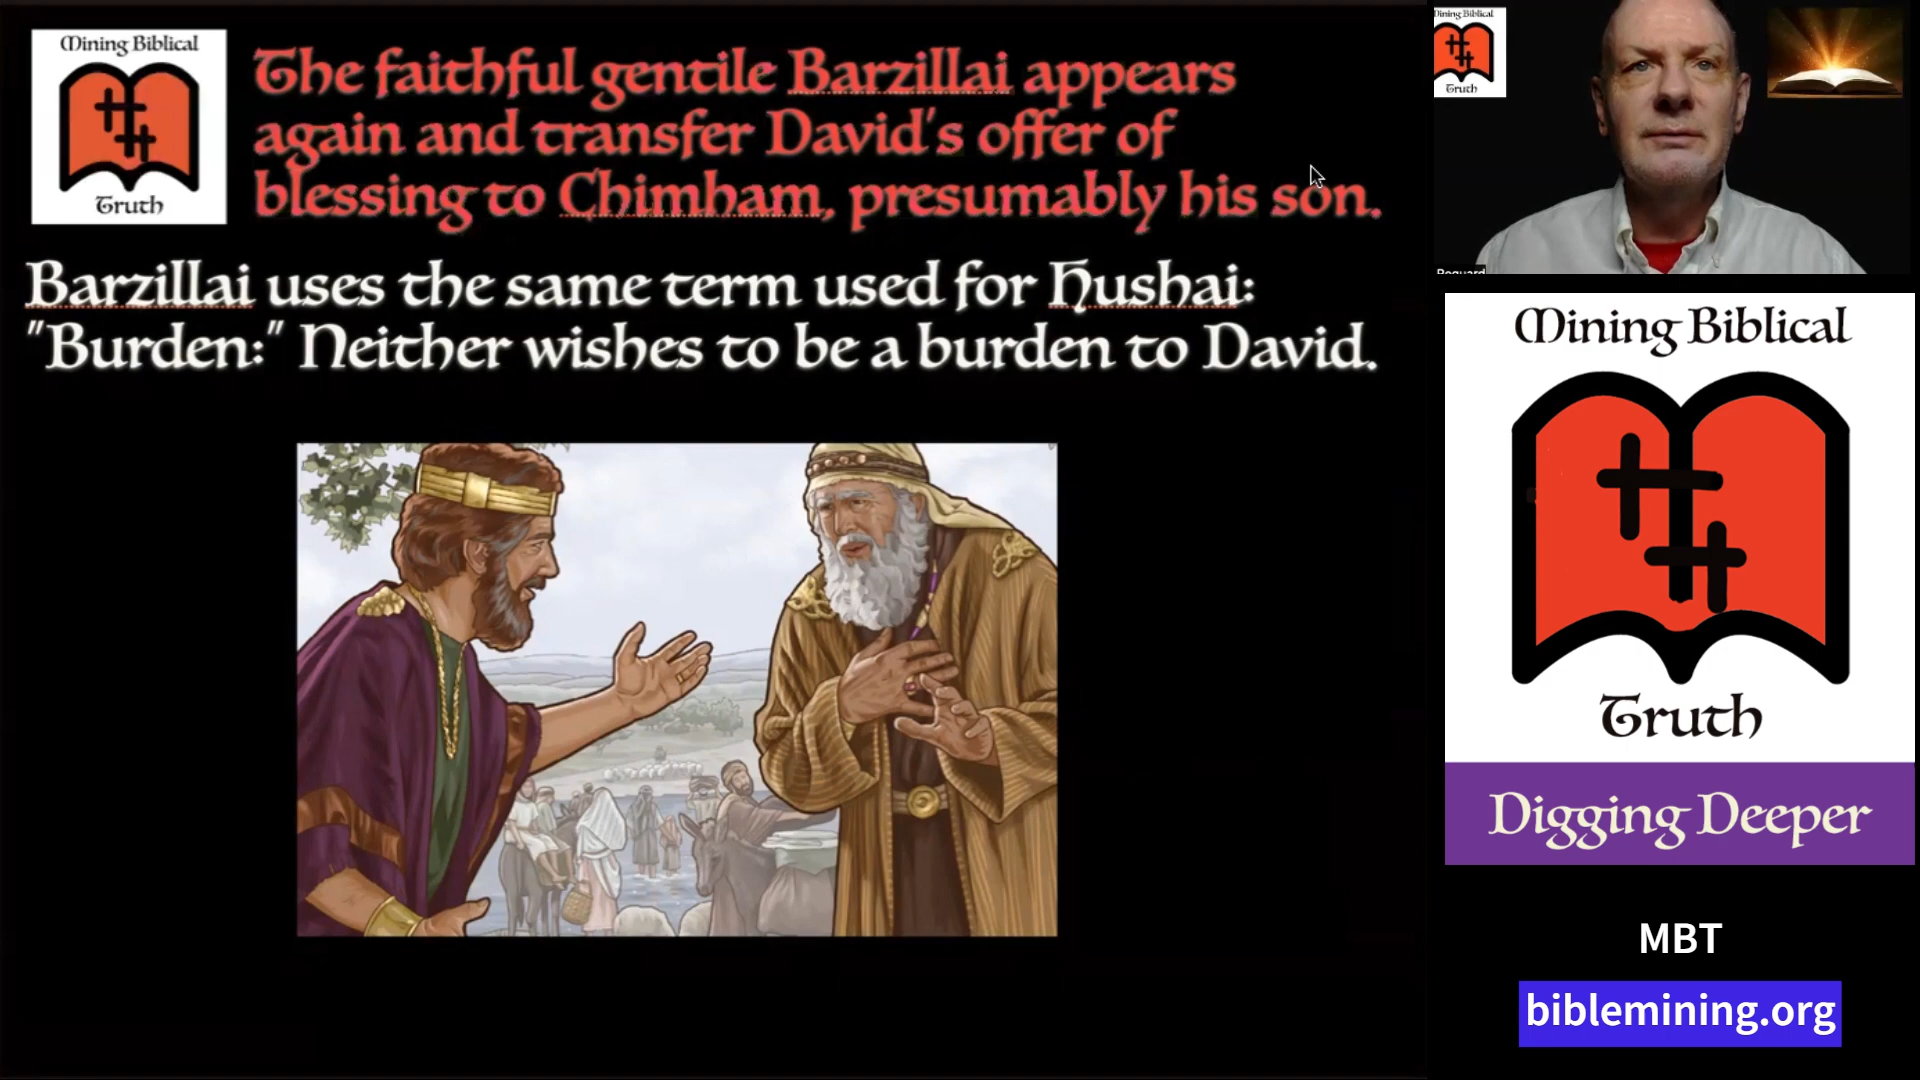 Mining Biblical
Truth
The faithful gentile Barzillai appears
again and transfer David's offer of
blessing to Chimham, presumably his son.
Barzillai uses the same term used for Hushai:
"Burden:" Neither wishes to be a burden to David.
Mining Biblical
Truth
Mining Biblical
Truth
Digging Deeper
MBT
biblemining.org